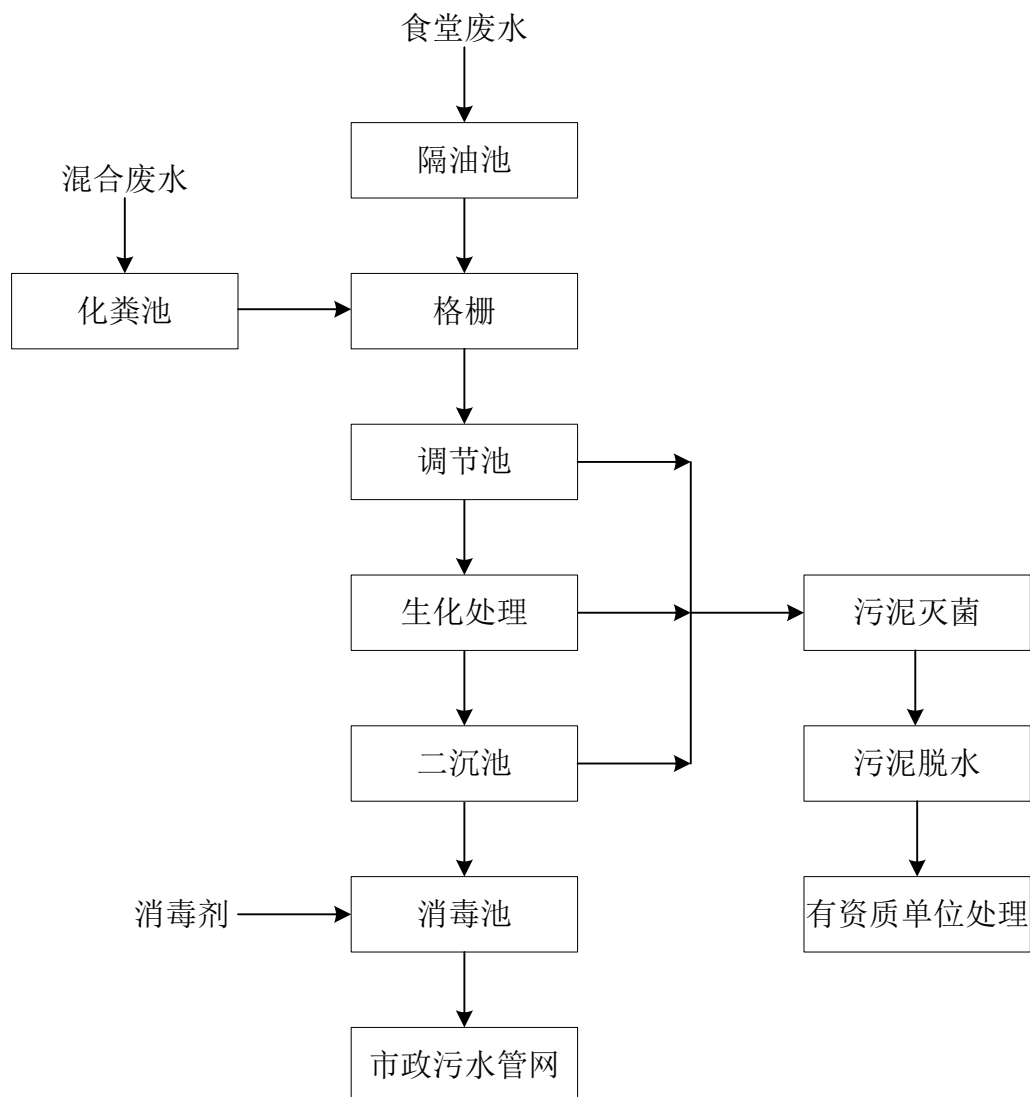 食堂废水
隔油池
混合废水
化粪池
格栅
调节池
生化处理
污泥灭菌
二沉池
污泥脱水
消毒剂
消毒池
有资质单位处理
市政污水管网